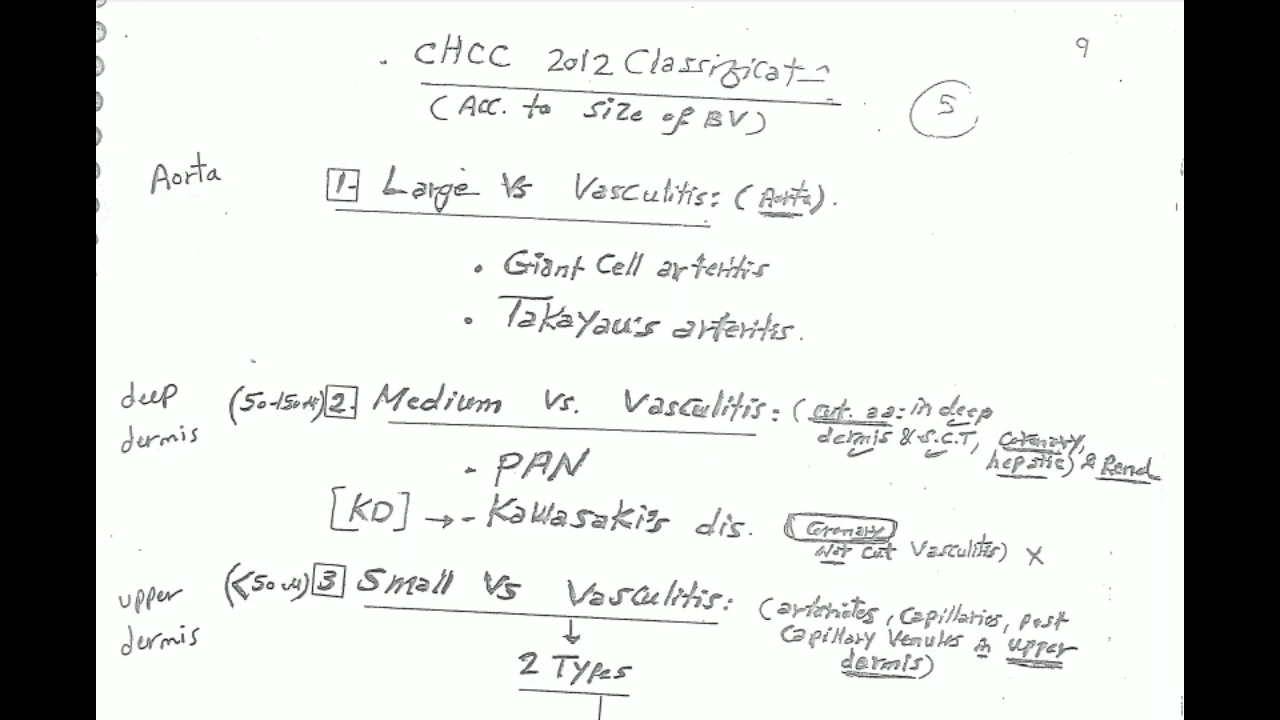 9
. CHCC 2012 Classificatn
(Acc. to size of BV)
5
Aorta
1. Large Vs Vasculitis: (Aorta).
. Giant Cell arteritis
. Takayau's arteritis.
deep dermis
(50-150 M) 2. Medium Vs. Vasculitis: (cut. aa: in deep
dermis & S.C.T, Coronary,
hepatic) & Renal
- PAN
[KD] → - Kawasaki's dis. (Coronary
Not Cut Vasculitis) X
upper dermis
(<50 M) 3 Small Vs Vasculitis: (arterioles, Capillaries, post
Capillary Venules in upper
dermis)
↓
2 Types